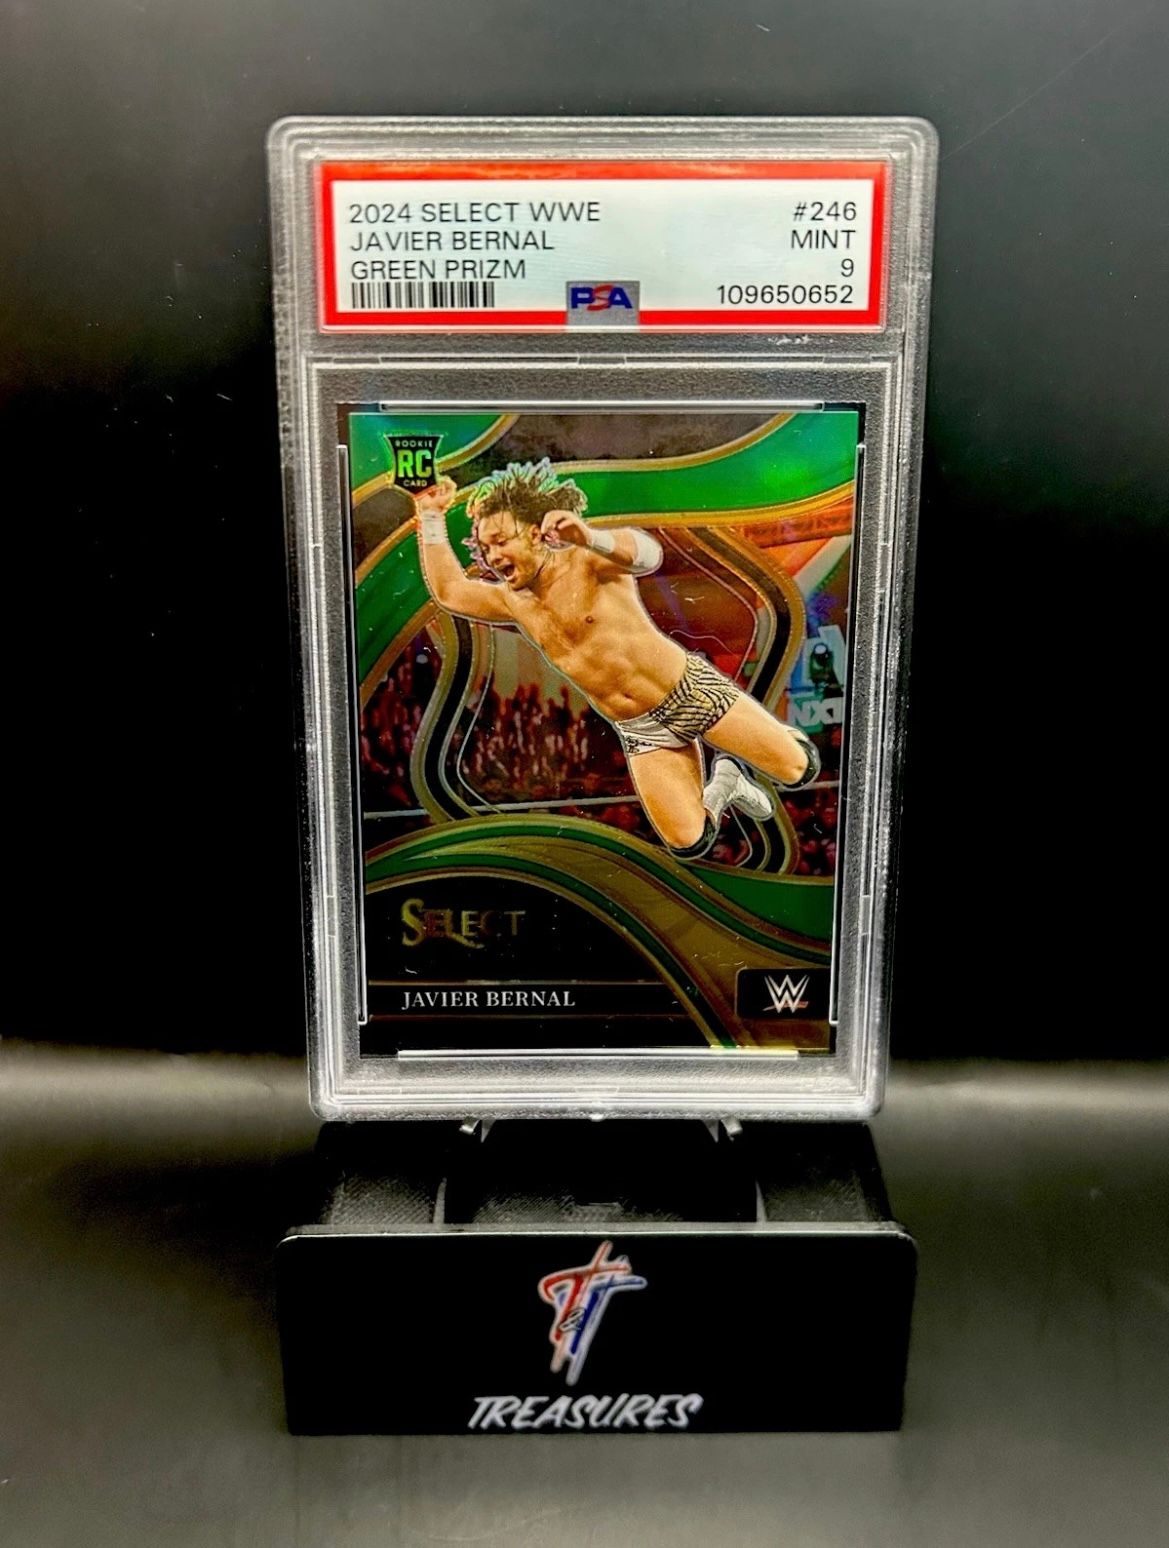 2024 SELECT WWE #246
JAVIER BERNAL MINT
GREEN PRIZM 9
PSA 109650652
ROOKIE
RC
CARD
NXT
SELECT
JAVIER BERNAL
W
T&T
TREASURES